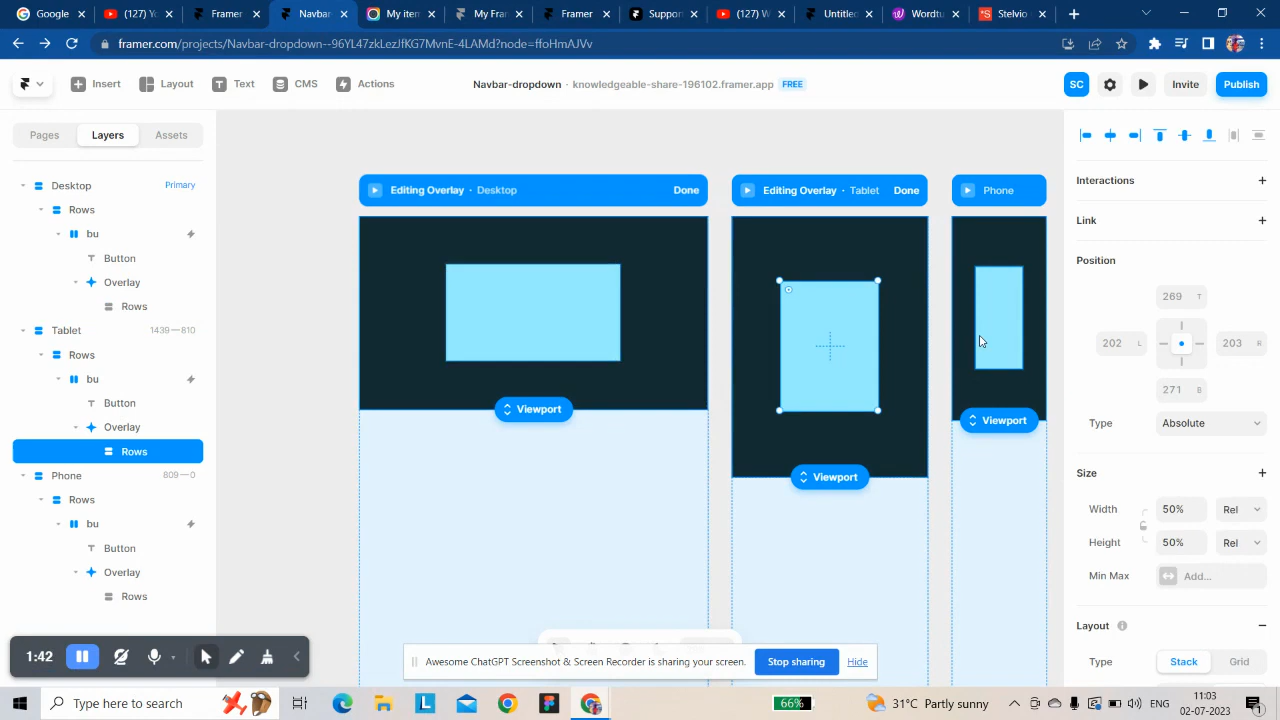 Google
(127) Yo
Framer
Navbar
My iten
My Fran
Framer
Suppor
(127) W
Untitled
Wordtu
Stelvio
framer.com/projects/Navbar-dropdown--96YL47zkLezJfKG7MvnE-4LAMd?node=ffoHmAJVv
Insert
Layout
Text
CMS
Actions
Navbar-dropdown · knowledgeable-share-196102.framer.app FREE
SC
Invite
Publish
Pages
Layers
Assets
Desktop Primary
Rows
bu
Button
Overlay
Rows
Tablet 1439—810
Rows
bu
Button
Overlay
Rows
Phone 809—0
Rows
bu
Button
Overlay
Rows
Editing Overlay · Desktop Done
Viewport
Editing Overlay · Tablet Done
Viewport
Phone
Viewport
Interactions
Link
Position
269 T
202 L
203 R
271 B
Type Absolute
Size
Width 50% Rel
Height 50% Rel
Min Max Add...
Layout
Type Stack Grid
1:42
Awesome ChatGPT Screenshot & Screen Recorder is sharing your screen.
Stop sharing
Hide
Type here to search
66%
31°C Partly sunny
ENG
11:03
02-07-2023
1